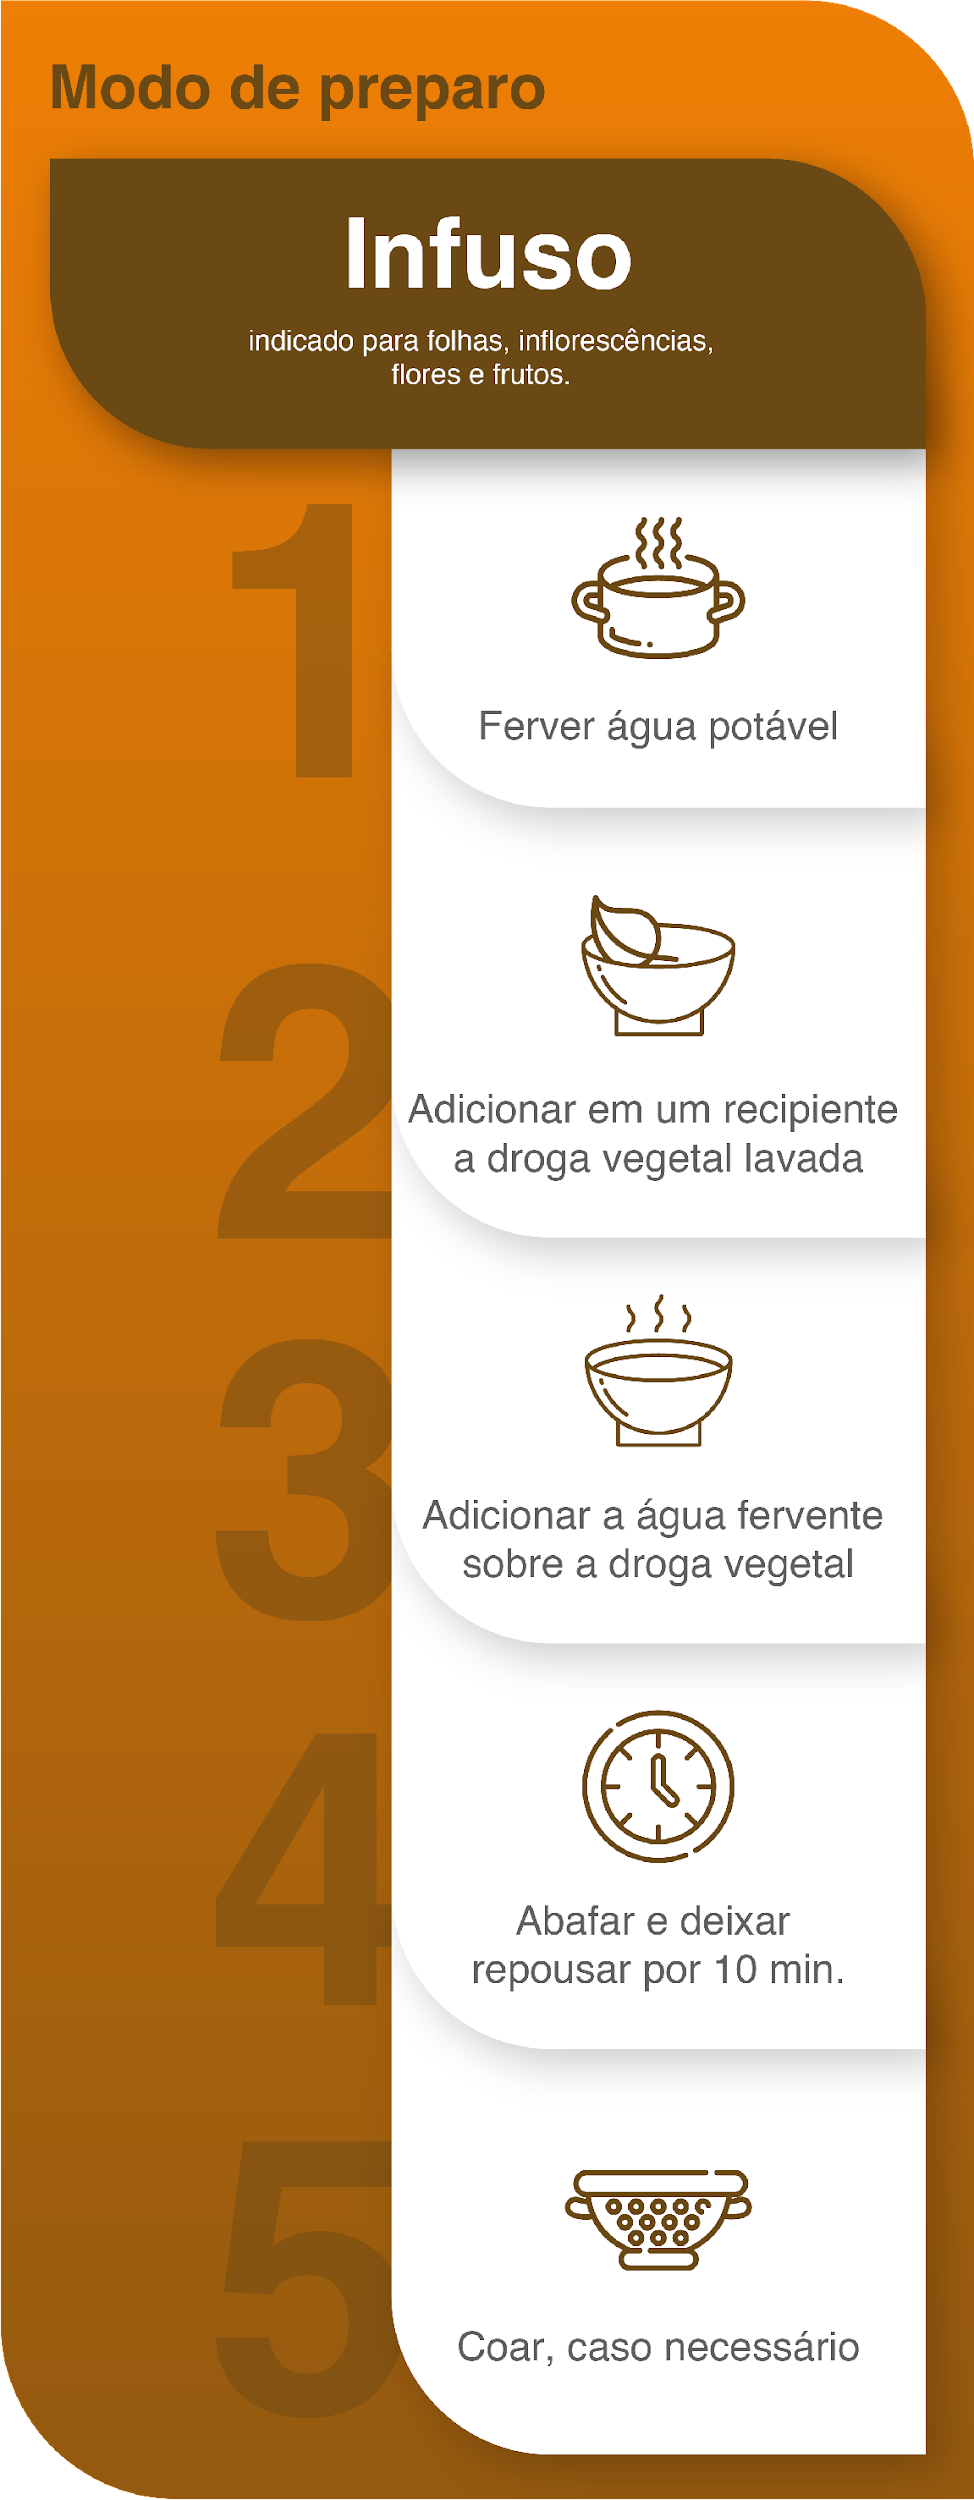 Modo de preparo
Infuso
indicado para folhas, inflorescências,
flores e frutos.
1
Ferver água potável
2
Adicionar em um recipiente
a droga vegetal lavada
3
Adicionar a água fervente
sobre a droga vegetal
4
Abafar e deixar
repousar por 10 min.
5
Coar, caso necessário